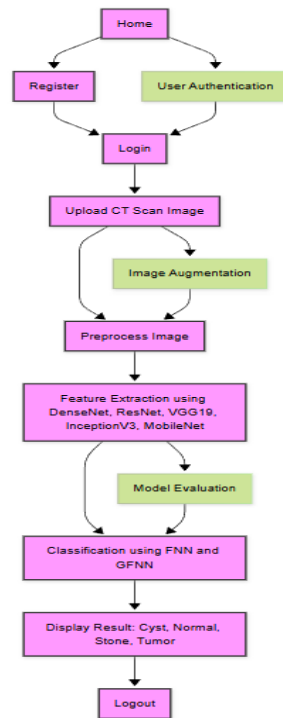 Home
Register
User Authentication
Login
Upload CT Scan Image
Image Augmentation
Preprocess Image
Feature Extraction using
DenseNet, ResNet, VGG19,
InceptionV3, MobileNet
Model Evaluation
Classification using FNN and
GFNN
Display Result: Cyst, Normal,
Stone, Tumor
Logout